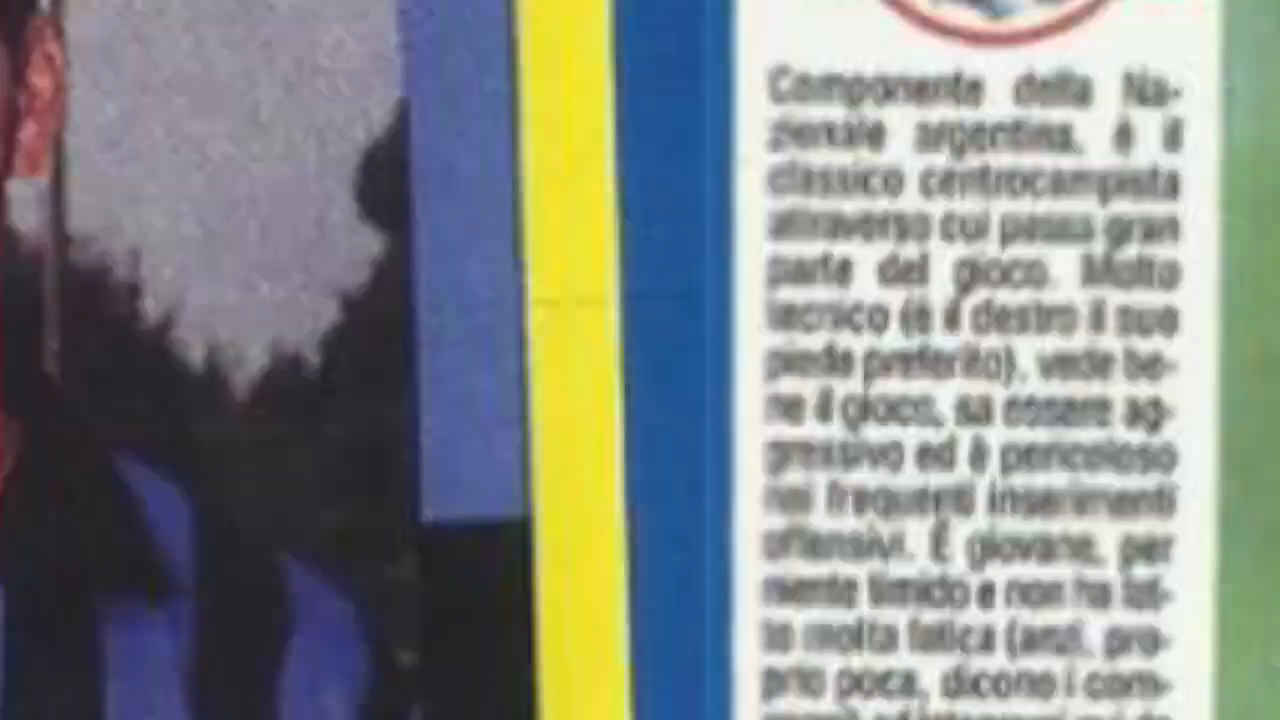 Componente della Na-
zionale argentina, è il
classico centrocampista
attraverso cui passa gran
parte del gioco. Molto
tecnico (è il destro il suo
piede preferito), vede be-
ne il gioco, sa essere ag-
gressivo ed è pericoloso
nei frequenti inserimenti
offensivi. È giovane, per
niente timido e non ha fat-
to molta fatica (anzi, pro-
prio poca, dicono i com-